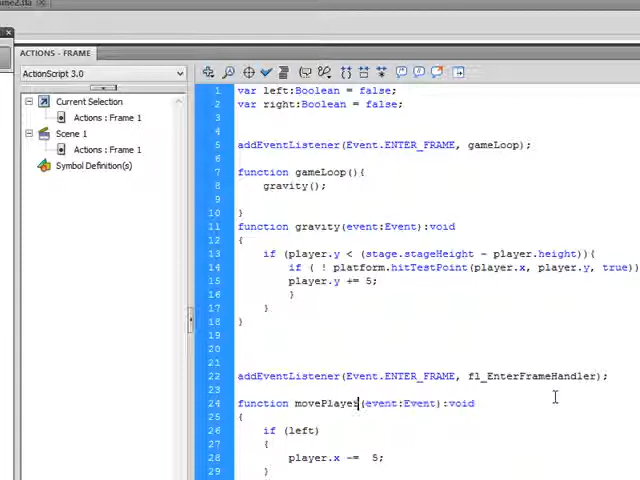 ACTIONS - FRAME
ActionScript 3.0
Current Selection
Actions : Frame 1
Scene 1
Actions : Frame 1
Symbol Definition(s)
1 var left:Boolean = false;
2 var right:Boolean = false;
3
4
5 addEventListener(Event.ENTER_FRAME, gameLoop);
6
7 function gameLoop(){
8 gravity();
9
10 }
11 function gravity(event:Event):void
12 {
13 if (player.y < (stage.stageHeight - player.height)){
14 if ( ! platform.hitTestPoint(player.x, player.y, true))
15 player.y += 5;
16 }
17 }
18 }
19
20
21
22 addEventListener(Event.ENTER_FRAME, fl_EnterFrameHandler);
23
24 function movePlayer(event:Event):void
25 {
26 if (left)
27 {
28 player.x -= 5;
29 }